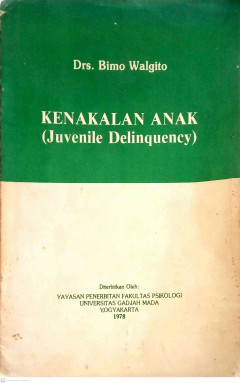 Drs. Bimo Walgito
KENAKALAN ANAK
(Juvenile Delinquency)
Diterbitkan Oleh:
YAYASAN PENERBITAN FAKULTAS PSIKOLOGI
UNIVERSITAS GADJAH MADA
YOGYAKARTA
1978